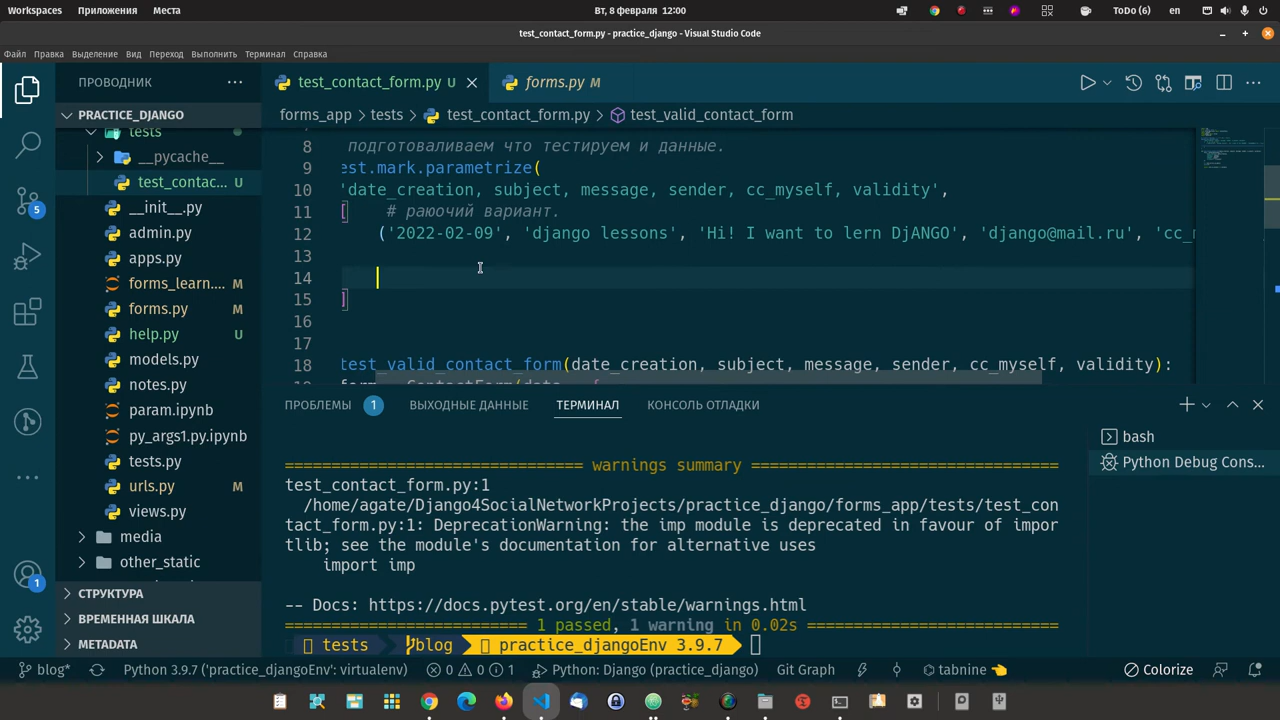 Workspaces Приложения Места Вт, 8 февраля 12:00 ToDo (6) en
test_contact_form.py - practice_django - Visual Studio Code
Файл Правка Выделение Вид Переход Выполнить Терминал Справка
ПРОВОДНИК
test_contact_form.py U
forms.py M
PRACTICE_DJANGO
forms_app > tests > test_contact_form.py > test_valid_contact_form
tests
__pycache__
test_contac... U
__init__.py
admin.py
apps.py
forms_learn.... M
forms.py M
help.py U
models.py
notes.py
param.ipynb
py_args1.py.ipynb
tests.py
urls.py M
views.py
media
other_static
СТРУКТУРА
ВРЕМЕННАЯ ШКАЛА
METADATA
5
1
8 подготоваливаем что тестируем и данные.
9 est.mark.parametrize(
10 'date_creation, subject, message, sender, cc_myself, validity',
11 [ # раюочий вариант.
12 ('2022-02-09', 'django lessons', 'Hi! I want to lern DjANGO', 'django@mail.ru', 'cc_m
13
14
15 ]
16
17
18 test_valid_contact_form(date_creation, subject, message, sender, cc_myself, validity):
ПРОБЛЕМЫ 1 ВЫХОДНЫЕ ДАННЫЕ ТЕРМИНАЛ КОНСОЛЬ ОТЛАДКИ
bash
Python Debug Cons...
============================== warnings summary ==============================
test_contact_form.py:1
/home/agate/Django4SocialNetworkProjects/practice_django/forms_app/tests/test_con
tact_form.py:1: DeprecationWarning: the imp module is deprecated in favour of impor
tlib; see the module's documentation for alternative uses
import imp
-- Docs: https://docs.pytest.org/en/stable/warnings.html
======================== 1 passed, 1 warning in 0.02s ========================
tests blog practice_djangoEnv 3.9.7
blog* Python 3.9.7 ('practice_djangoEnv': virtualenv) 0 0 1 Python: Django (practice_django) Git Graph tabnine Colorize